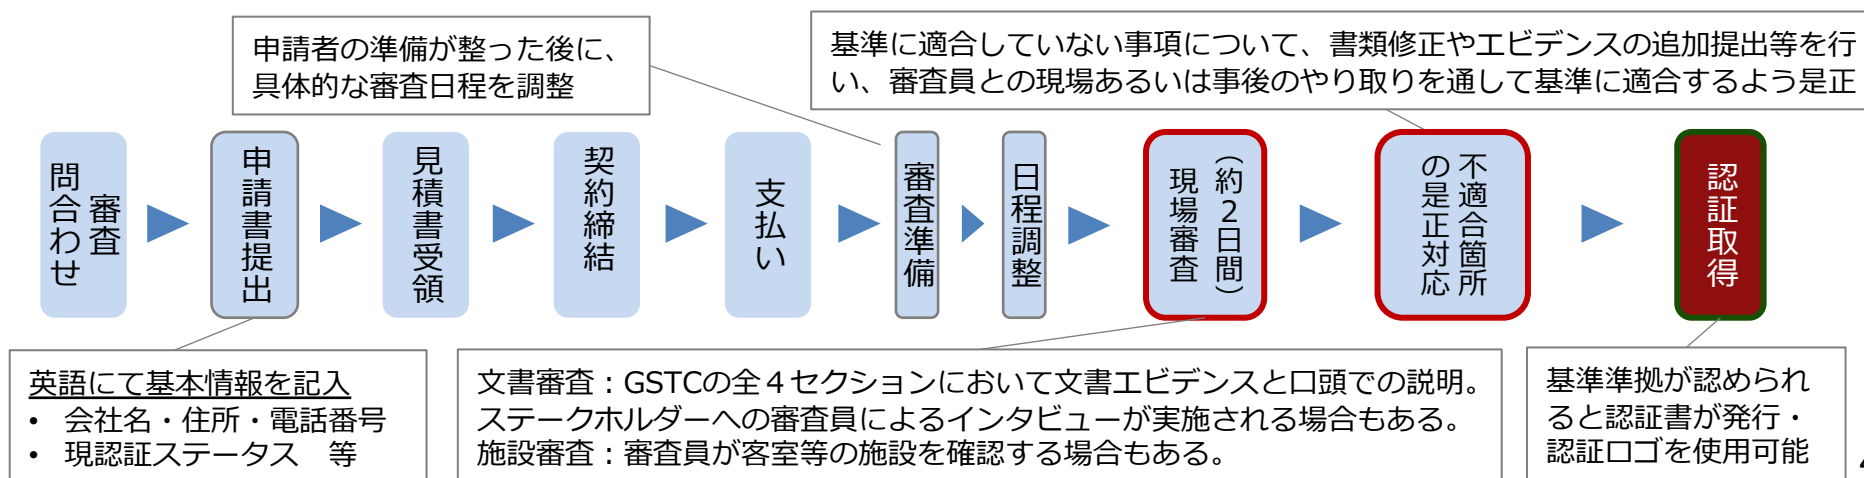 申請者の準備が整った後に、
具体的な審査日程を調整
基準に適合していない事項について、書類修正やエビデンスの追加提出等を行
い、審査員との現場あるいは事後のやり取りを通して基準に適合するよう是正
審査
問合わせ
申請書提出
見積書受領
契約締結
支払い
審査準備
日程調整
（約２日間）
現場審査
不適合箇所
の是正対応
認証取得
英語にて基本情報を記入
• 会社名・住所・電話番号
• 現認証ステータス　等
文書審査：GSTCの全４セクションにおいて文書エビデンスと口頭での説明。
ステークホルダーへの審査員によるインタビューが実施される場合もある。
施設審査：審査員が客室等の施設を確認する場合もある。
基準準拠が認められ
ると認証書が発行・
認証ロゴを使用可能